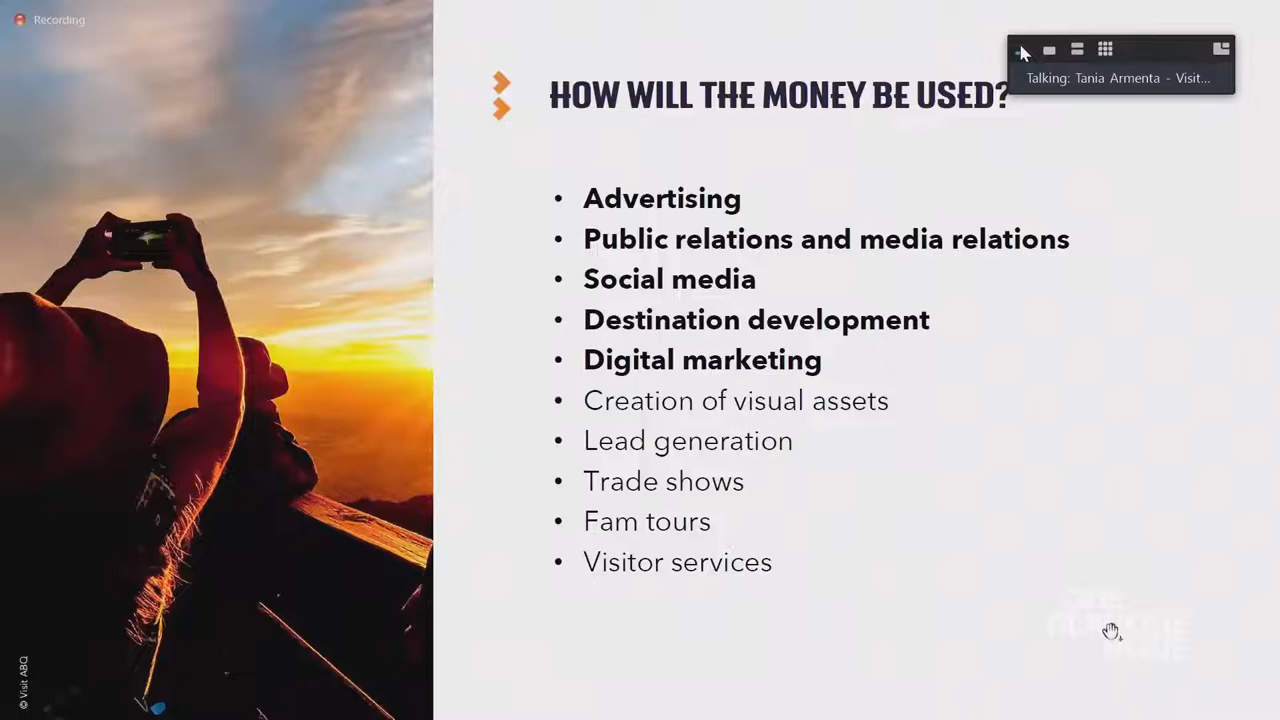 Recording
Talking: Tania Armenta - Visit...
HOW WILL THE MONEY BE USED?
• Advertising
• Public relations and media relations
• Social media
• Destination development
• Digital marketing
• Creation of visual assets
• Lead generation
• Trade shows
• Fam tours
• Visitor services
© Visit ABQ